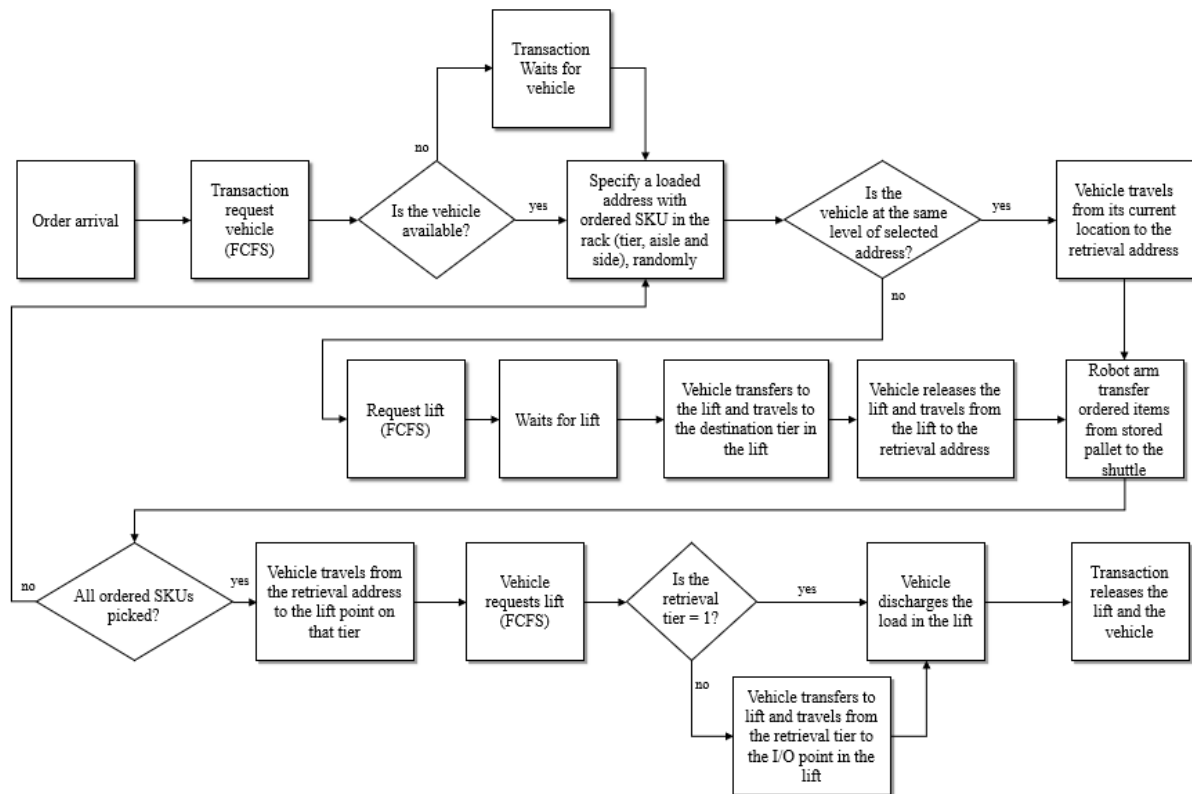 Transaction
Waits for
vehicle
no
Order arrival
Transaction
request
vehicle
(FCFS)
Is the vehicle
available?
yes
Specify a loaded
address with
ordered SKU in the
rack (tier, aisle and
side), randomly
Is the
vehicle at the same
level of selected
address?
yes
Vehicle travels
from its current
location to the
retrieval address
no
Request lift
(FCFS)
Waits for lift
Vehicle transfers to
the lift and travels to
the destination tier in
the lift
Vehicle releases the
lift and travels from
the lift to the
retrieval address
Robot arm
transfer
ordered items
from stored
pallet to the
shuttle
no
All ordered SKUs
picked?
yes
Vehicle travels from
the retrieval address
to the lift point on
that tier
Vehicle
requests lift
(FCFS)
Is the
retrieval
tier = 1?
yes
Vehicle
discharges the
load in the lift
Transaction
releases the
lift and the
vehicle
no
Vehicle transfers to
lift and travels from
the retrieval tier to
the I/O point in the
lift